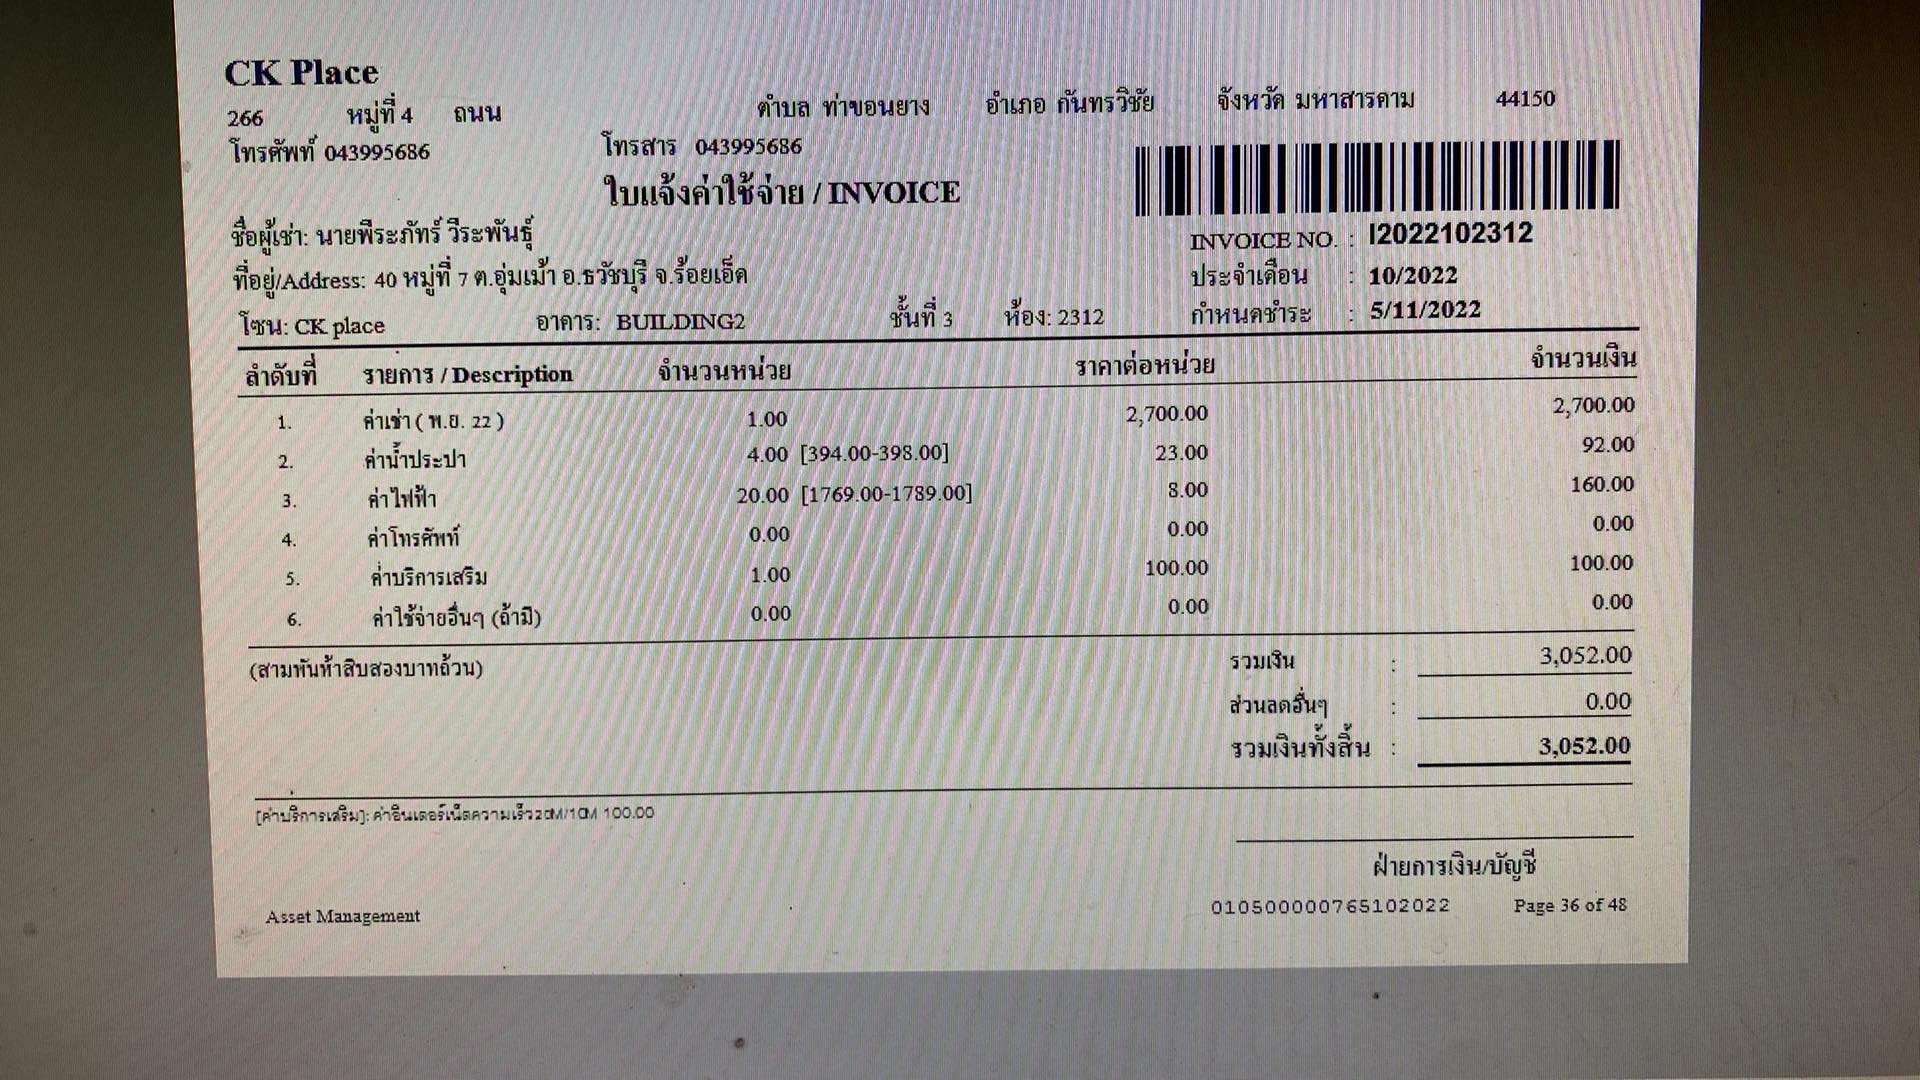 CK Place
266 หมู่ที่ 4 ถนน ตำบล ท่าขอนยาง อำเภอ กันทรวิชัย จังหวัด มหาสารคาม 44150
โทรศัพท์ 043995686 โทรสาร 043995686
ใบแจ้งค่าใช้จ่าย / INVOICE
ชื่อผู้เช่า: นายพีระภัทร์ วีระพันธุ์ INVOICE NO. : I2022102312
ที่อยู่/Address: 40 หมู่ที่ 7 ต.อุ่มเม้า อ.ธวัชบุรี จ.ร้อยเอ็ด ประจำเดือน : 10/2022
โซน: CK place อาคาร: BUILDING2 ชั้นที่ 3 ห้อง: 2312 กำหนดชำระ : 5/11/2022
ลำดับที่ รายการ / Description จำนวนหน่วย ราคาต่อหน่วย จำนวนเงิน
1. ค่าเช่า ( พ.ย. 22 ) 1.00 2,700.00 2,700.00
2. ค่าน้ำประปา 4.00 [394.00-398.00] 23.00 92.00
3. ค่าไฟฟ้า 20.00 [1769.00-1789.00] 8.00 160.00
4. ค่าโทรศัพท์ 0.00 0.00 0.00
5. ค่าบริการเสริม 1.00 100.00 100.00
6. ค่าใช้จ่ายอื่นๆ (ถ้ามี) 0.00 0.00 0.00
(สามพันห้าสิบสองบาทถ้วน) รวมเงิน : 3,052.00
ส่วนลดอื่นๆ : 0.00
รวมเงินทั้งสิ้น : 3,052.00
[ค่าบริการเสริม]: ค่าอินเตอร์เน็ตความเร็ว20M/10M 100.00
ฝ่ายการเงิน/บัญชี
Asset Management 010500000765102022 Page 36 of 48